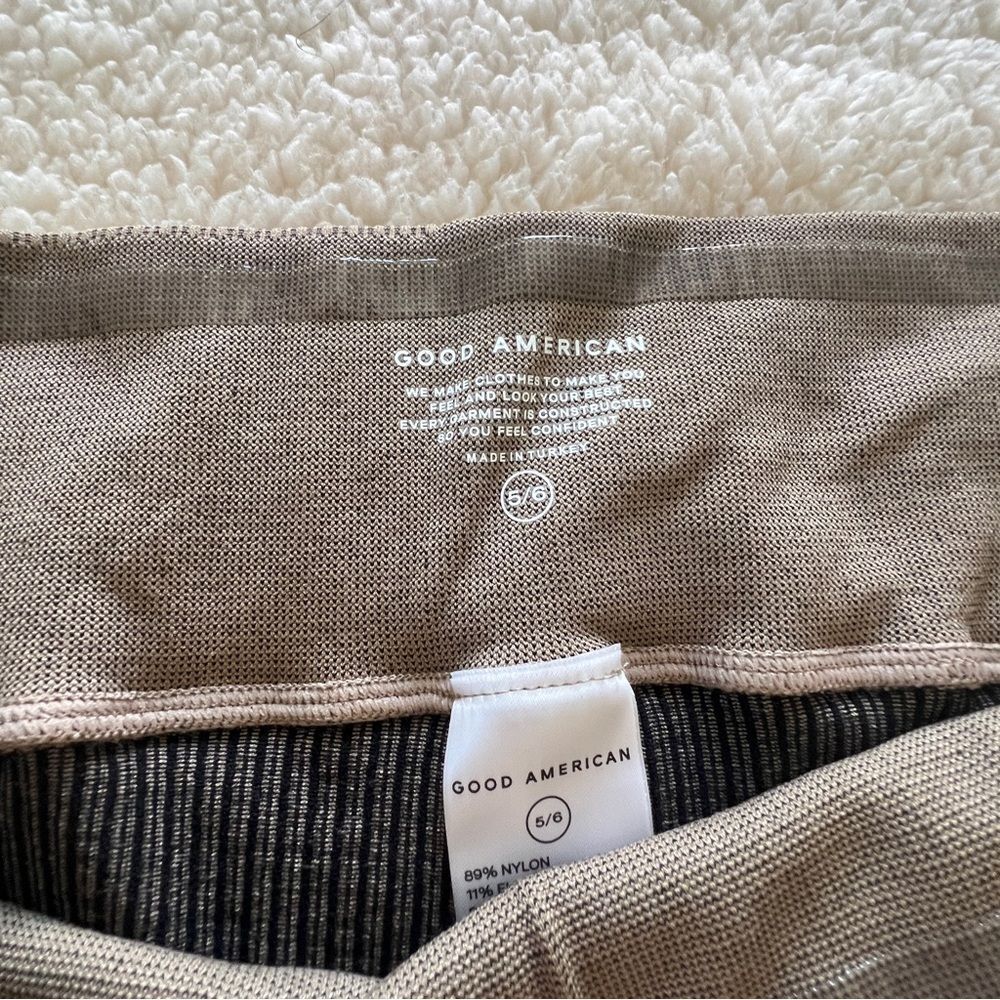 GOOD AMERICAN
WE MAKE CLOTHES TO MAKE YOU
FEEL AND LOOK YOUR BEST
EVERY GARMENT IS CONSTRUCTED
SO YOU FEEL CONFIDENT
MADE IN TURKEY
5/6
GOOD AMERICAN
5/6
89% NYLON
11%